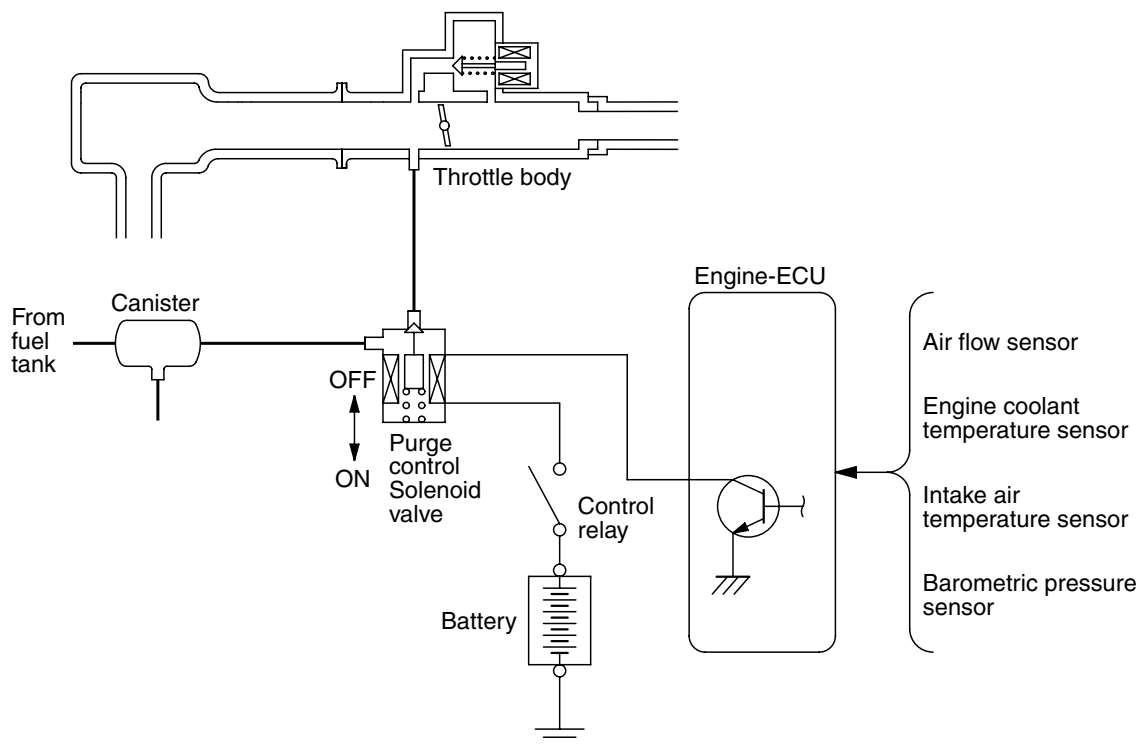 Throttle body
Engine-ECU
Canister
From
fuel
tank
Air flow sensor
OFF
ON
Engine coolant
temperature sensor
Purge
control
Solenoid
valve
Control
relay
Intake air
temperature sensor
Barometric pressure
sensor
Battery